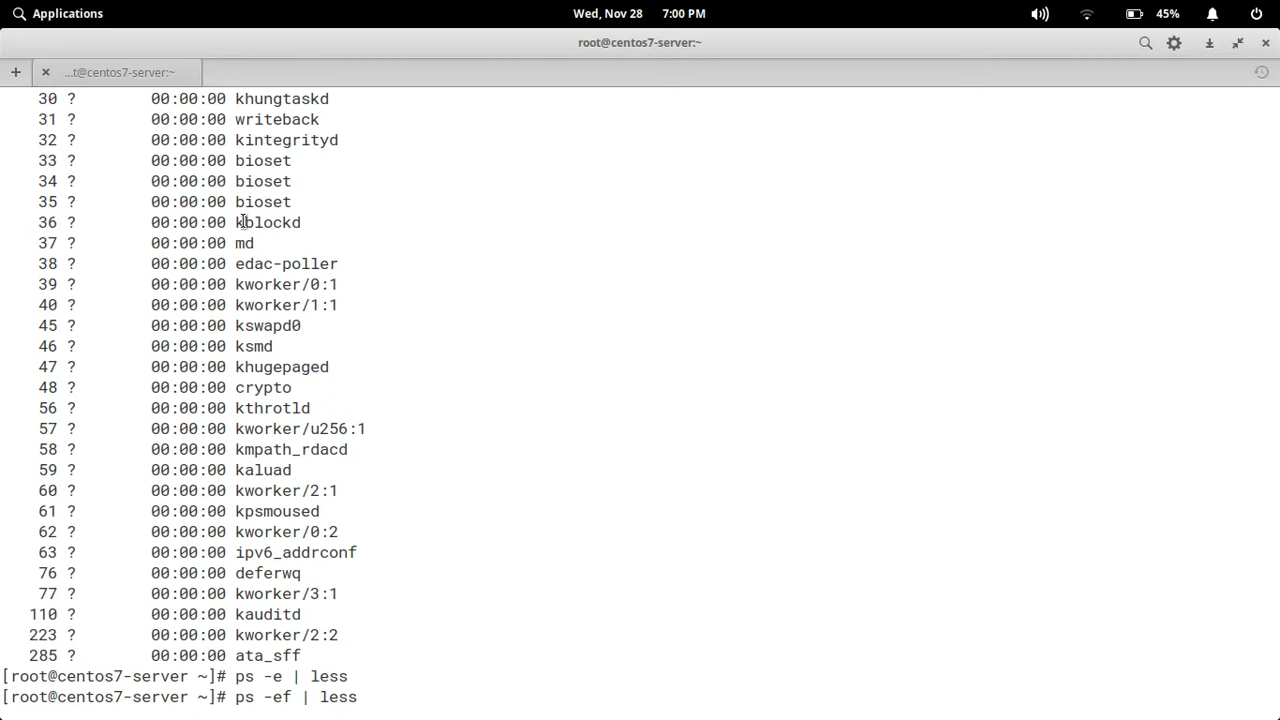 Applications
Wed, Nov 28 7:00 PM
45%
root@centos7-server:~
...t@centos7-server:~
30 ? 00:00:00 khungtaskd
31 ? 00:00:00 writeback
32 ? 00:00:00 kintegrityd
33 ? 00:00:00 bioset
34 ? 00:00:00 bioset
35 ? 00:00:00 bioset
36 ? 00:00:00 kblockd
37 ? 00:00:00 md
38 ? 00:00:00 edac-poller
39 ? 00:00:00 kworker/0:1
40 ? 00:00:00 kworker/1:1
45 ? 00:00:00 kswapd0
46 ? 00:00:00 ksmd
47 ? 00:00:00 khugepaged
48 ? 00:00:00 crypto
56 ? 00:00:00 kthrotld
57 ? 00:00:00 kworker/u256:1
58 ? 00:00:00 kmpath_rdacd
59 ? 00:00:00 kaluad
60 ? 00:00:00 kworker/2:1
61 ? 00:00:00 kpsmoused
62 ? 00:00:00 kworker/0:2
63 ? 00:00:00 ipv6_addrconf
76 ? 00:00:00 deferwq
77 ? 00:00:00 kworker/3:1
110 ? 00:00:00 kauditd
223 ? 00:00:00 kworker/2:2
285 ? 00:00:00 ata_sff
[root@centos7-server ~]# ps -e | less
[root@centos7-server ~]# ps -ef | less